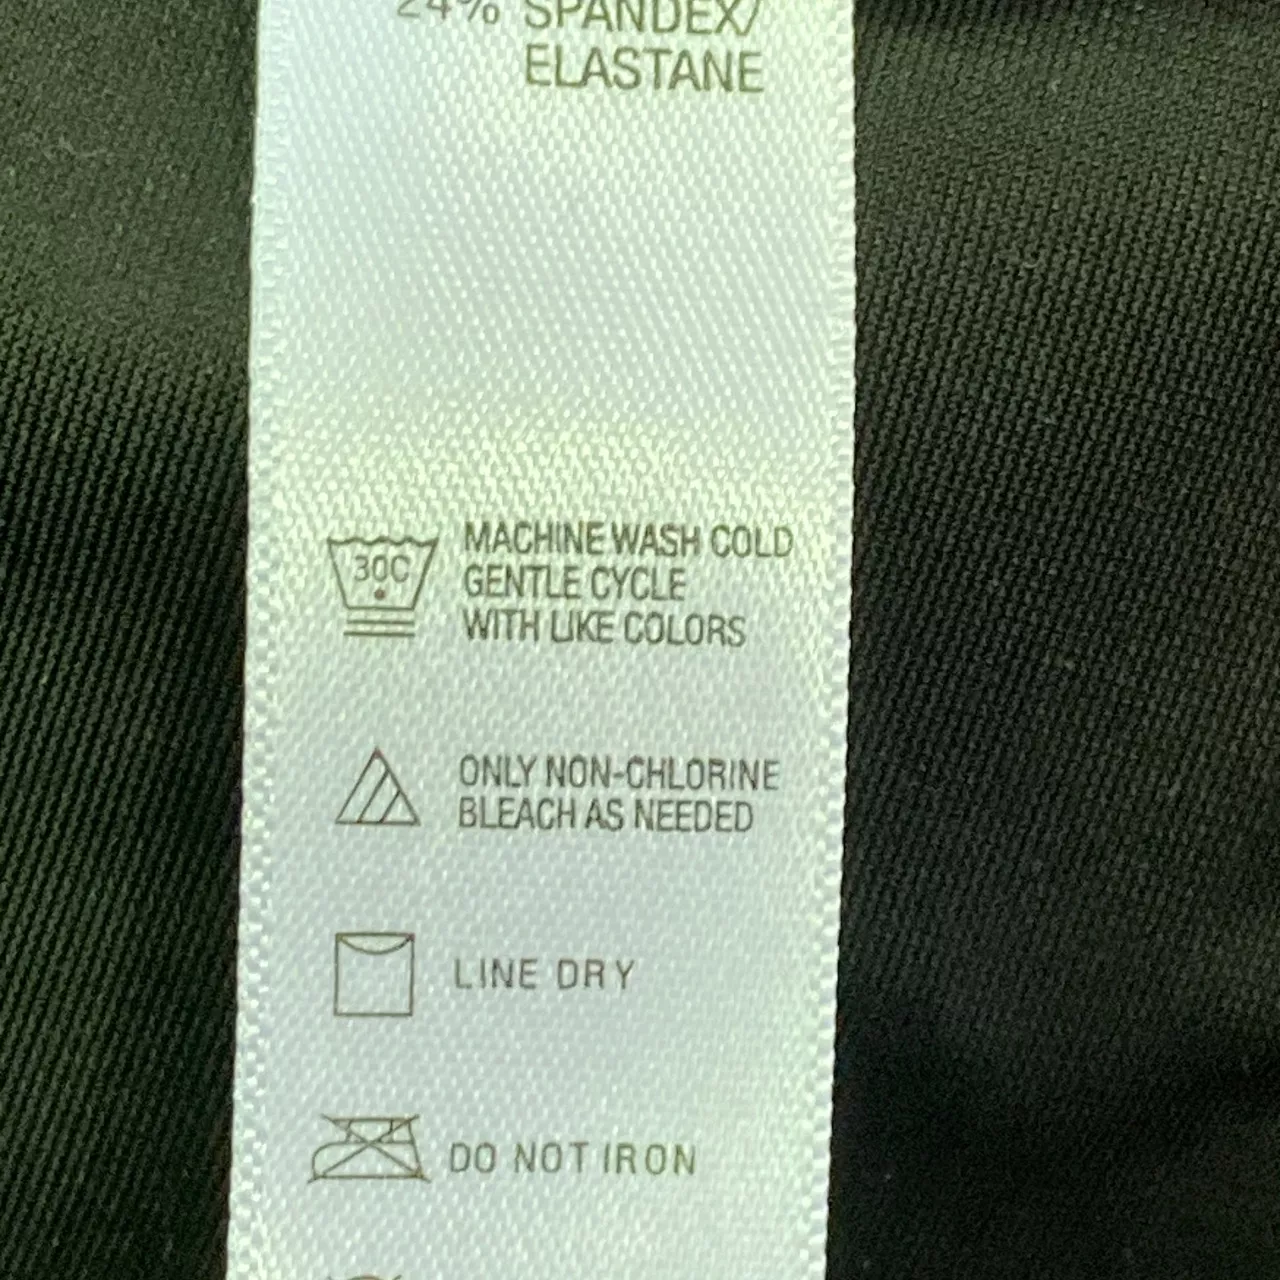 24% SPANDEX/
ELASTANE
30C
MACHINE WASH COLD
GENTLE CYCLE
WITH LIKE COLORS
ONLY NON-CHLORINE
BLEACH AS NEEDED
LINE DRY
DO NOT IRON